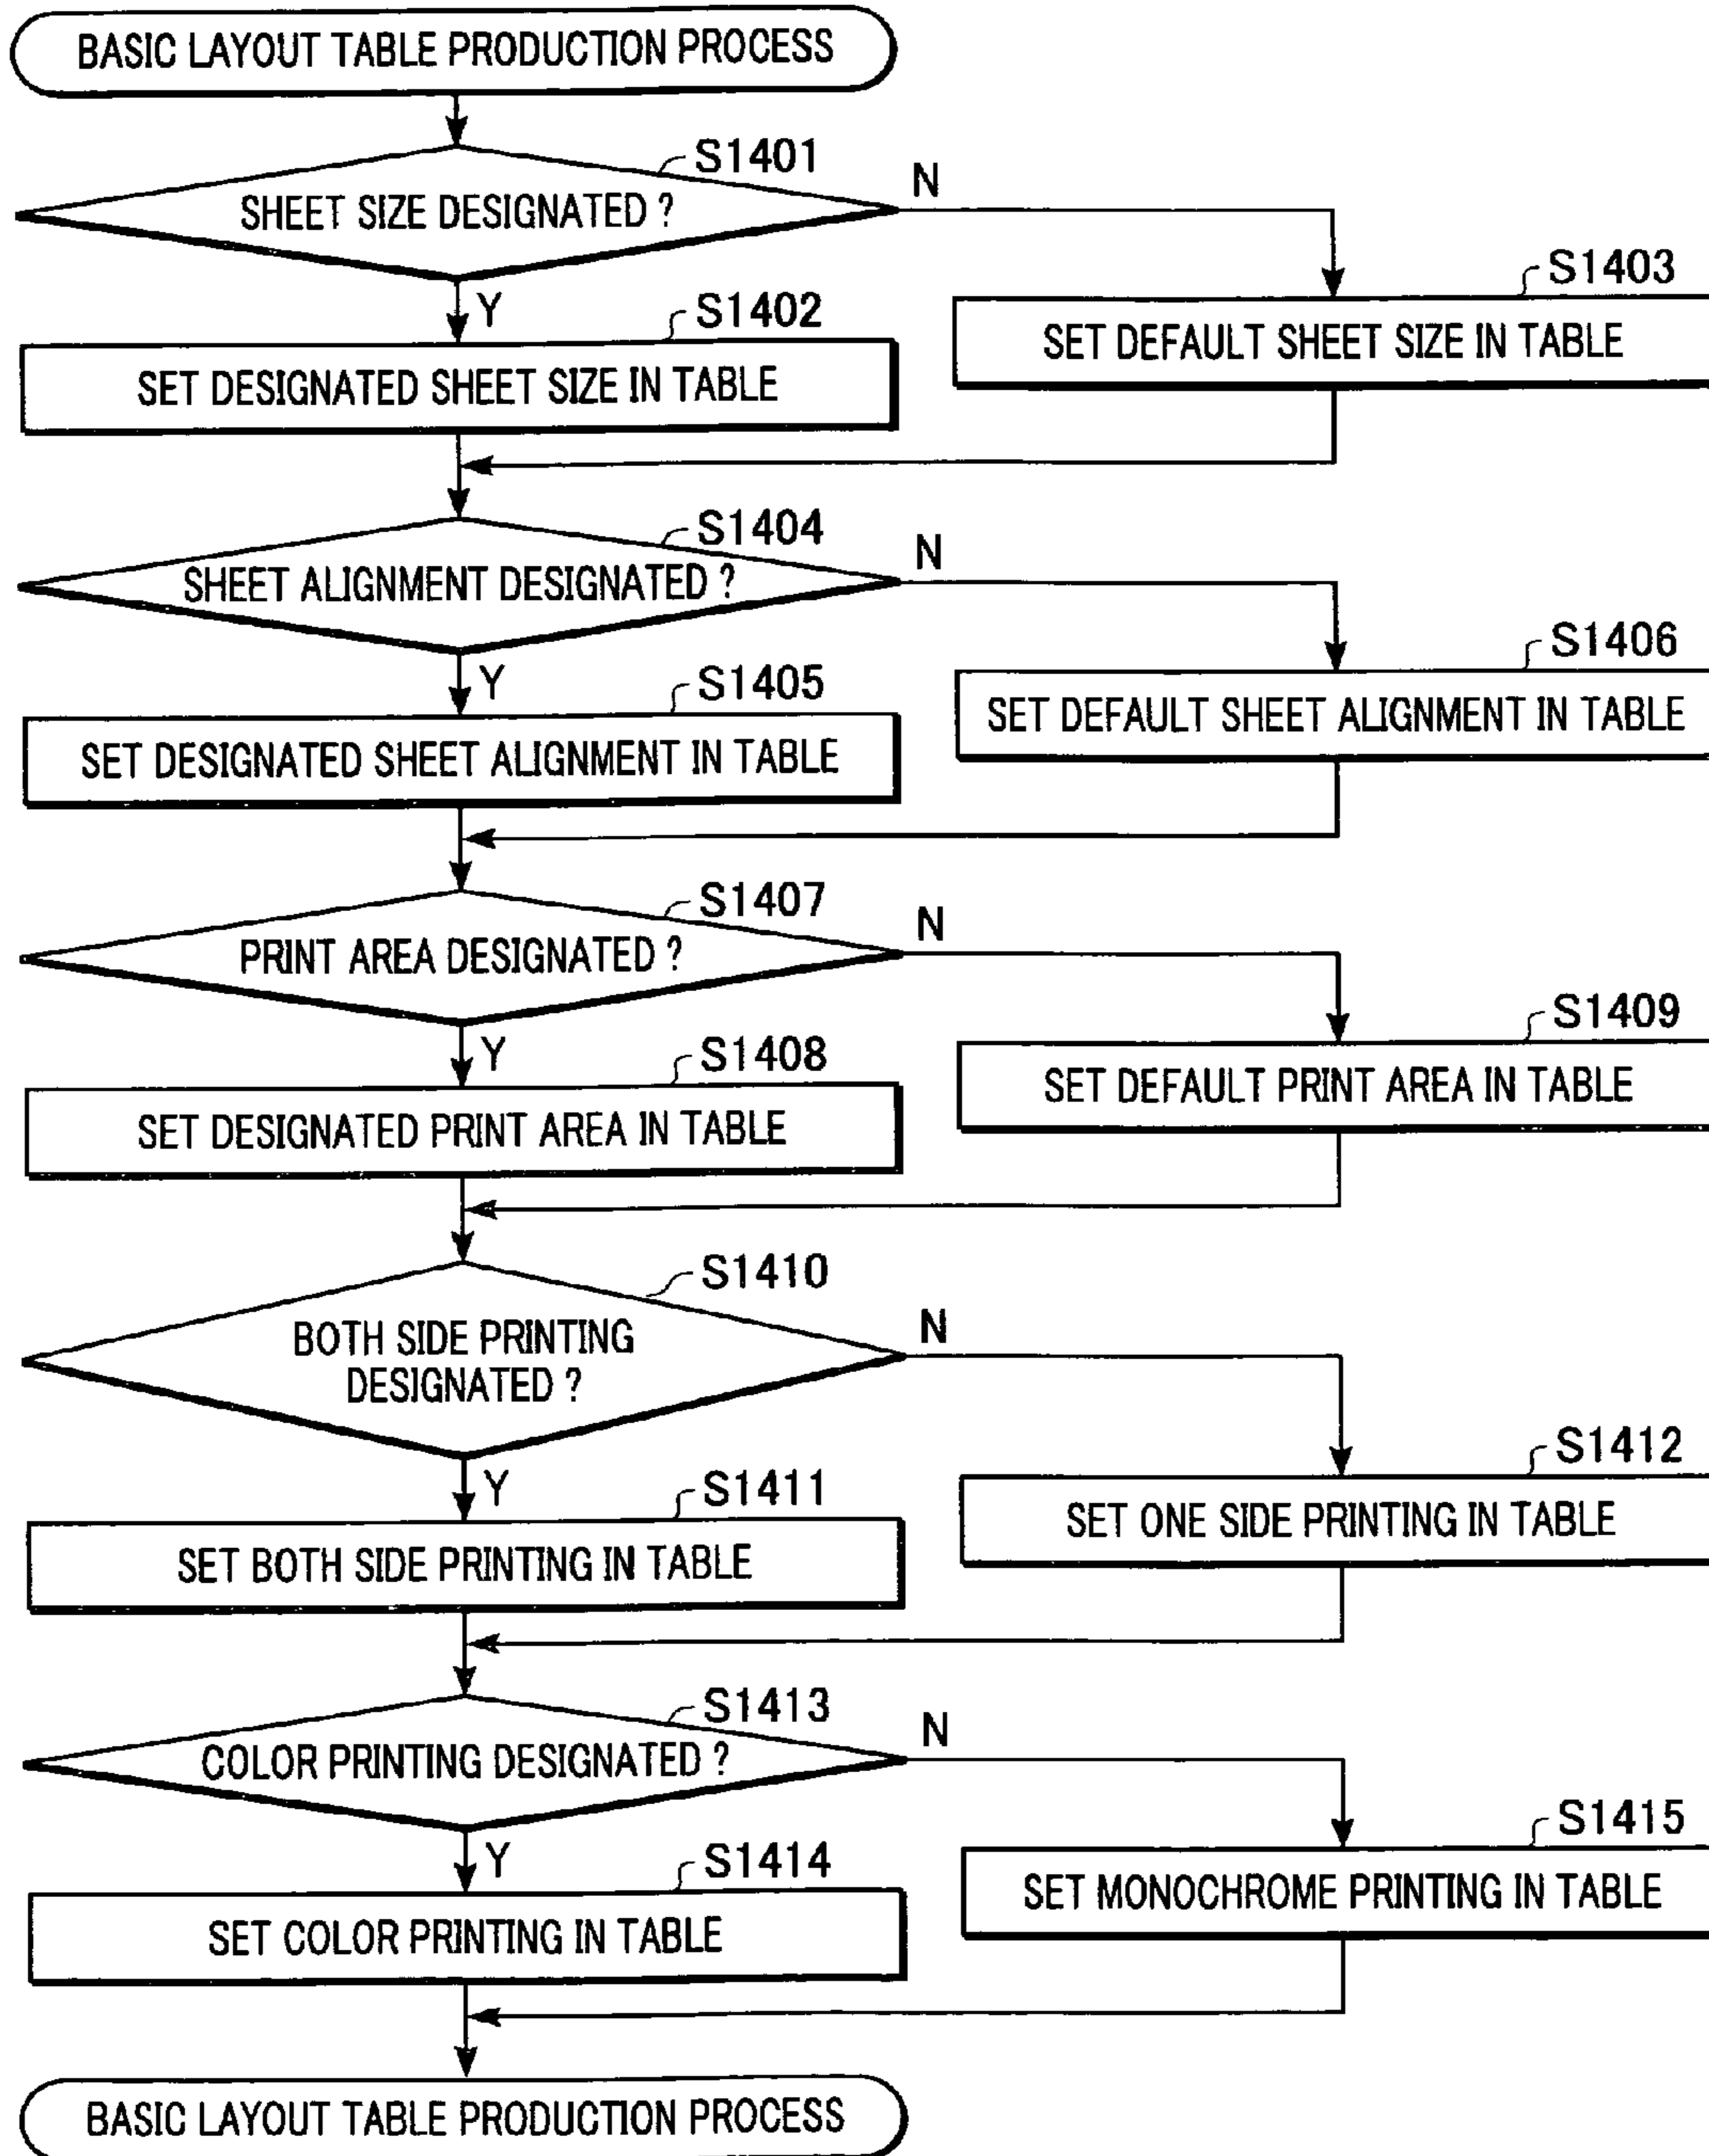 BASIC LAYOUT TABLE PRODUCTION PROCESS
S1401
SHEET SIZE DESIGNATED ?
N
Y
S1402
SET DESIGNATED SHEET SIZE IN TABLE
S1403
SET DEFAULT SHEET SIZE IN TABLE
S1404
SHEET ALIGNMENT DESIGNATED ?
N
Y
S1405
SET DESIGNATED SHEET ALIGNMENT IN TABLE
S1406
SET DEFAULT SHEET ALIGNMENT IN TABLE
S1407
PRINT AREA DESIGNATED ?
N
Y
S1408
SET DESIGNATED PRINT AREA IN TABLE
S1409
SET DEFAULT PRINT AREA IN TABLE
S1410
BOTH SIDE PRINTING
DESIGNATED ?
N
Y
S1411
SET BOTH SIDE PRINTING IN TABLE
S1412
SET ONE SIDE PRINTING IN TABLE
S1413
COLOR PRINTING DESIGNATED ?
N
Y
S1414
SET COLOR PRINTING IN TABLE
S1415
SET MONOCHROME PRINTING IN TABLE
BASIC LAYOUT TABLE PRODUCTION PROCESS